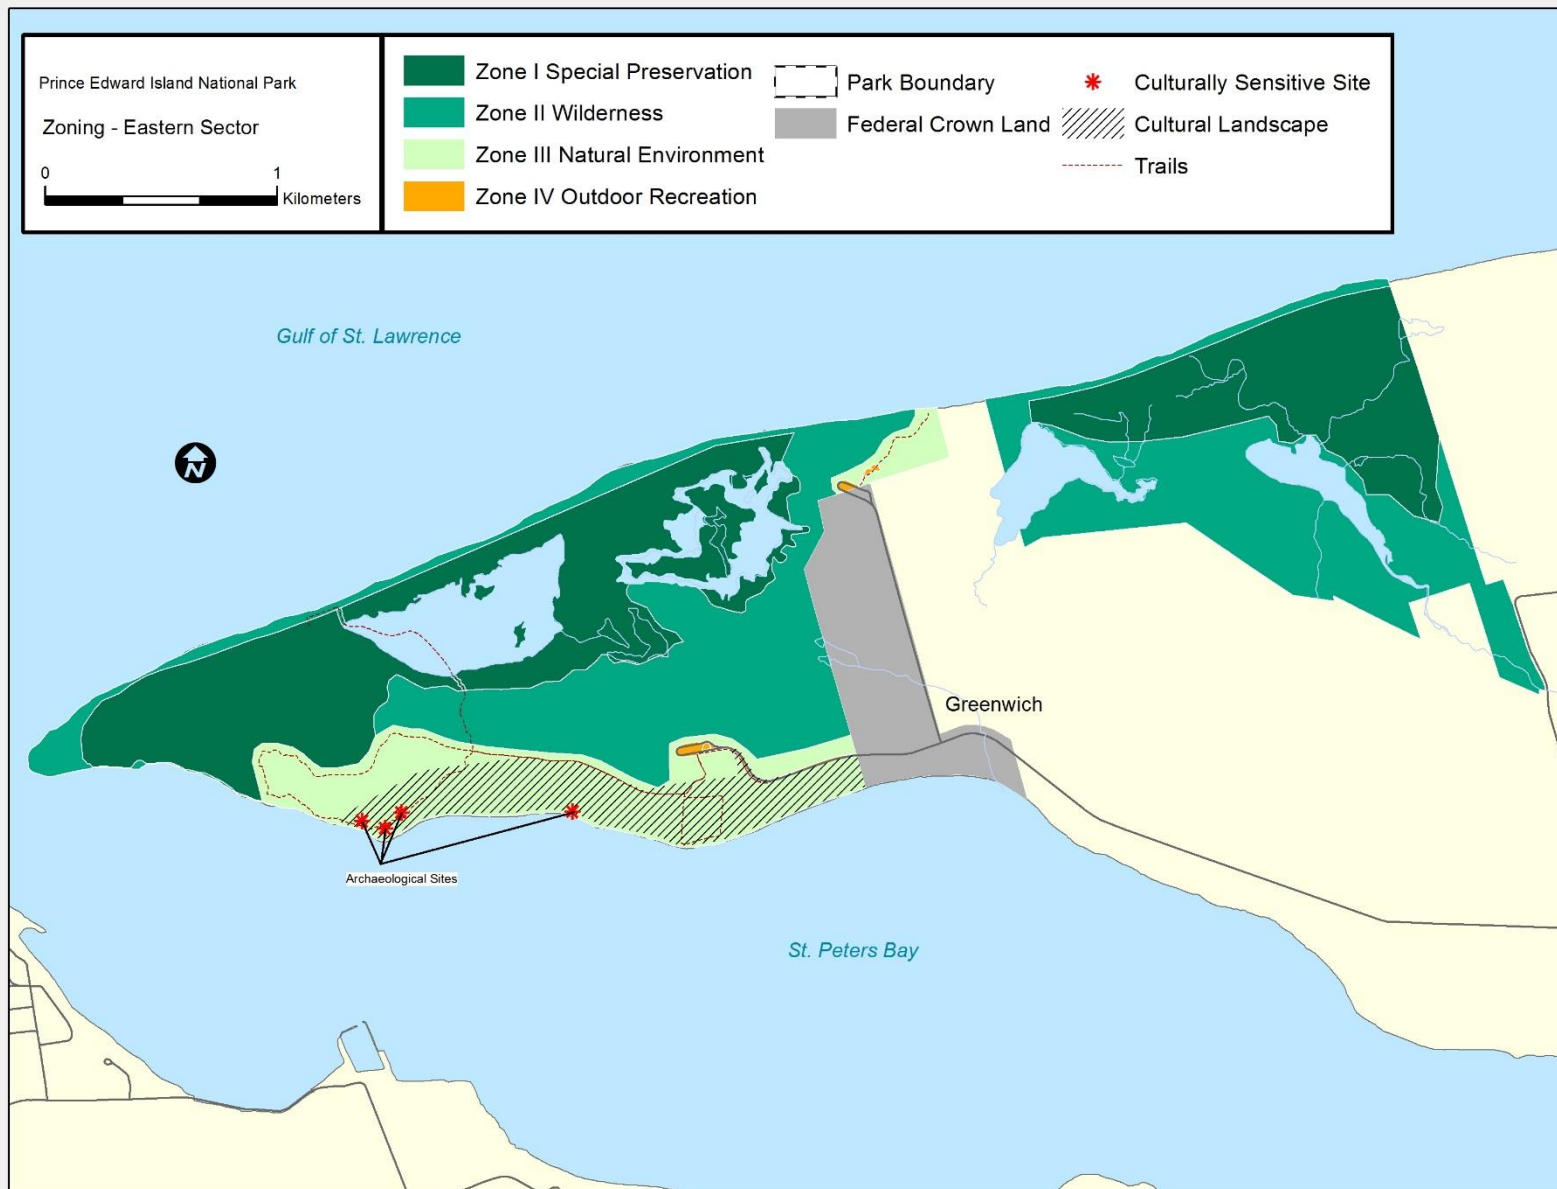 Prince Edward Island National Park
Zoning - Eastern Sector
0 1
Kilometers
Zone I Special Preservation
Zone II Wilderness
Zone III Natural Environment
Zone IV Outdoor Recreation
Park Boundary
Federal Crown Land
Culturally Sensitive Site
Cultural Landscape
Trails
Gulf of St. Lawrence
N
Greenwich
Archaeological Sites
St. Peters Bay